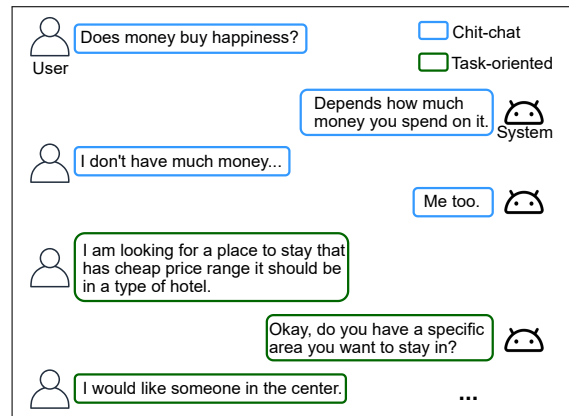 Does money buy happiness?
User
Chit-chat
Task-oriented
Depends how much
money you spend on it.
System
I don't have much money...
Me too.
I am looking for a place to stay that
has cheap price range it should be
in a type of hotel.
Okay, do you have a specific
area you want to stay in?
I would like someone in the center.
...